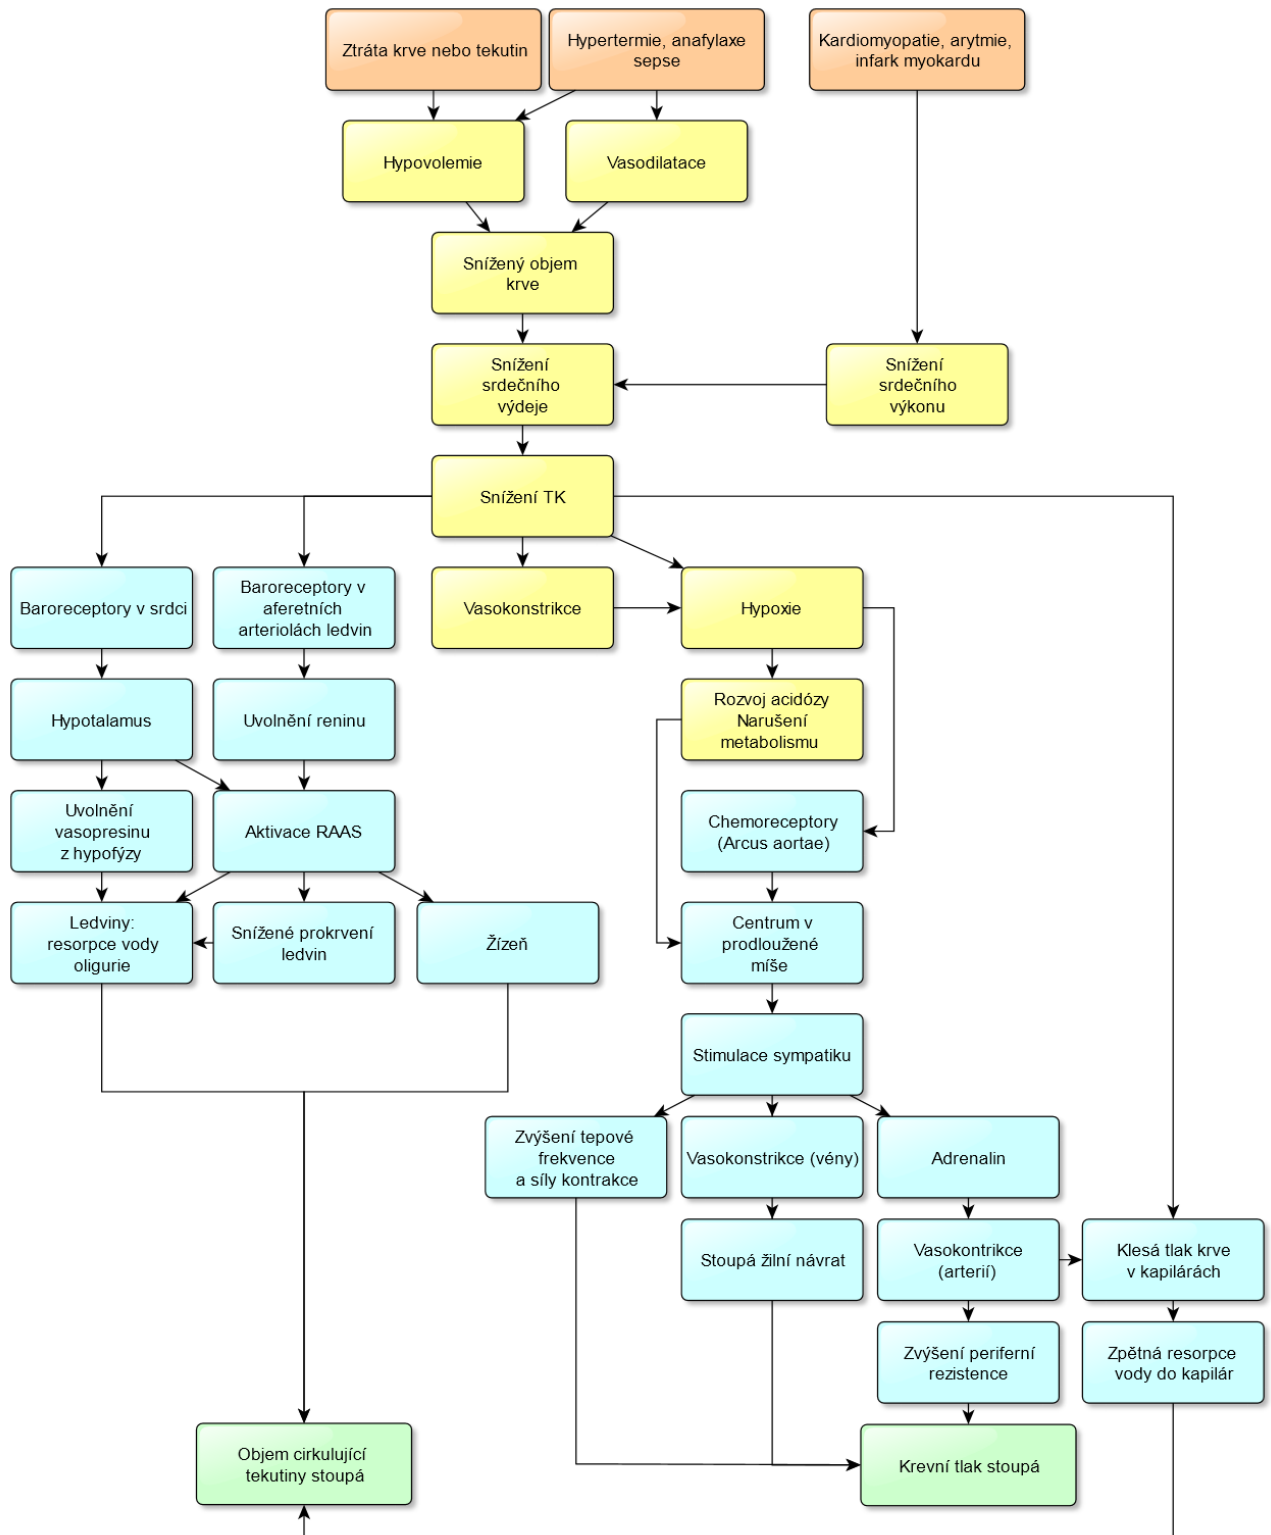 Ztráta krve nebo tekutin
Hypertermie, anafylaxe
sepse
Kardiomyopatie, arytmie,
infark myokardu
Hypovolemie
Vasodilatace
Snížený objem
krve
Snížení
srdečního
výdeje
Snížení
srdečního
výkonu
Snížení TK
Baroreceptory v srdci
Baroreceptory v
aferetních
arteriolách ledvin
Vasokonstrikce
Hypoxie
Hypotalamus
Uvolnění reninu
Rozvoj acidózy
Narušení
metabolismu
Uvolnění
vasopresinu
z hypofýzy
Aktivace RAAS
Chemoreceptory
(Arcus aortae)
Ledviny:
resorpce vody
oligurie
Snížené prokrvení
ledvin
Žízeň
Centrum v
prodloužené
míše
Stimulace sympatiku
Zvýšení tepové
frekvence
a síly kontrakce
Vasokonstrikce (vény)
Adrenalin
Stoupá žilní návrat
Vasokontrikce
(arterií)
Klesá tlak krve
v kapilárách
Zvýšení periferní
rezistence
Zpětná resorpce
vody do kapilár
Objem cirkulující
tekutiny stoupá
Krevní tlak stoupá